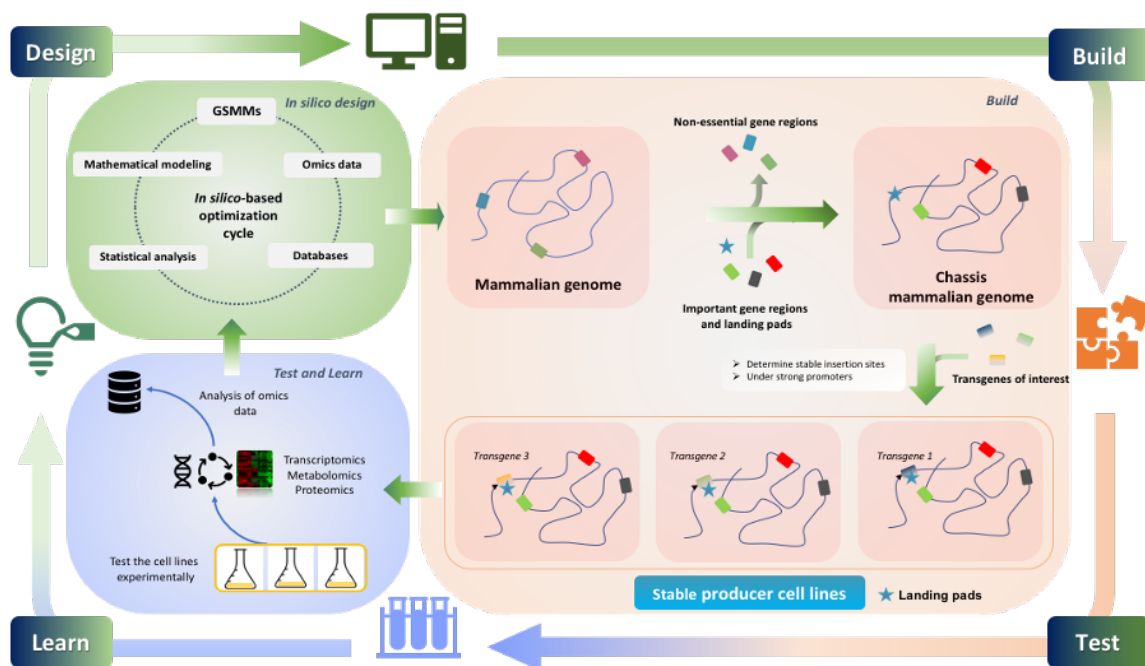 Design
Build
In silico design
GSMMs
Mathematical modeling
Omics data
In silico-based
optimization
cycle
Statistical analysis
Databases
Build
Non-essential gene regions
Mammalian genome
Important gene regions
and landing pads
Chassis
mammalian genome
➢ Determine stable insertion sites
➢ Under strong promoters
Transgenes of interest
Test and Learn
Analysis of omics
data
Transcriptomics
Metabolomics
Proteomics
Test the cell lines
experimentally
Transgene 3
Transgene 2
Transgene 1
Stable producer cell lines
Landing pads
Learn
Test